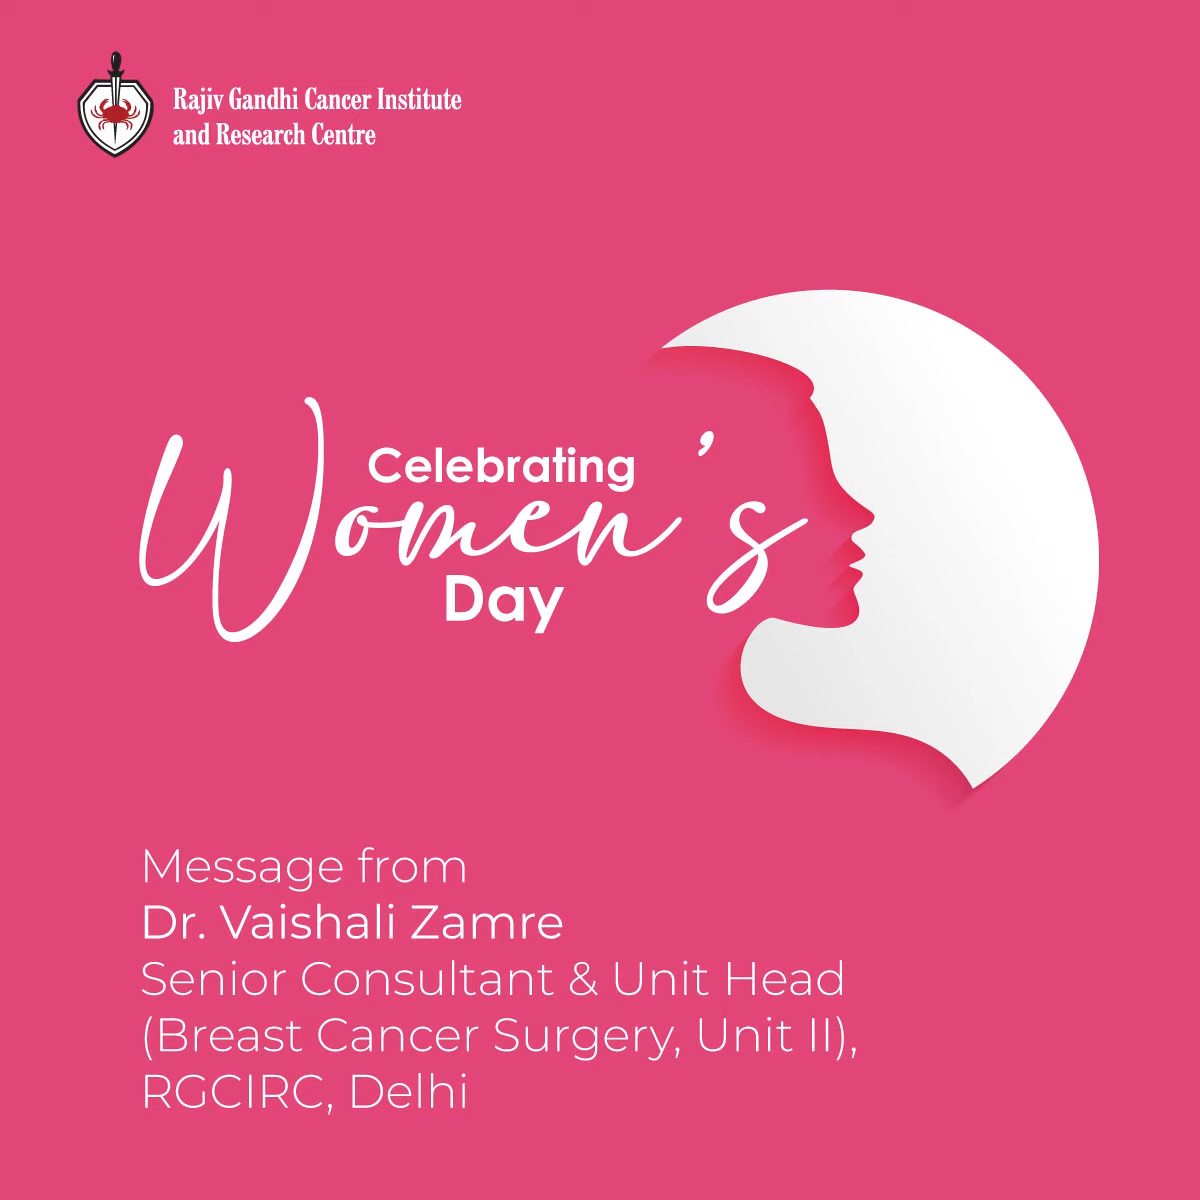 Rajiv Gandhi Cancer Institute
and Research Centre
Celebrating
Women's
Day
Message from
Dr. Vaishali Zamre
Senior Consultant & Unit Head
(Breast Cancer Surgery, Unit II),
RGCIRC, Delhi